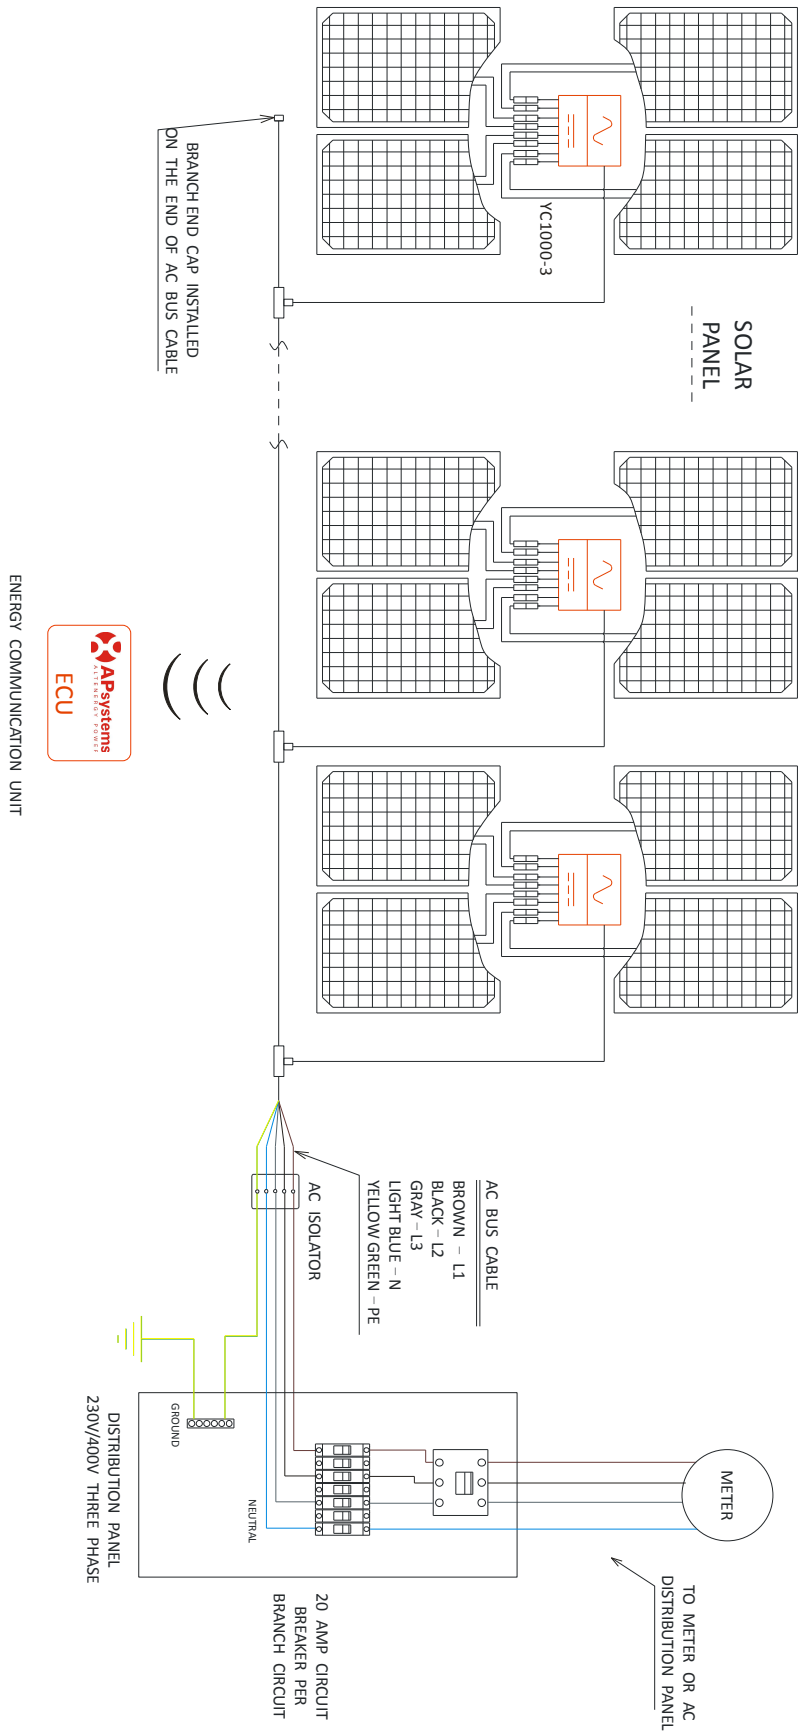 SOLAR
PANEL
YC1000-3
BRANCH END CAP INSTALLED
ON THE END OF AC BUS CABLE
APsystems
ALTENERGY POWER
ECU
ENERGY COMMUNICATION UNIT
AC BUS CABLE
BROWN - L1
BLACK - L2
GRAY - L3
LIGHT BLUE - N
YELLOW GREEN - PE
AC ISOLATOR
METER
TO METER OR AC
DISTRIBUTION PANEL
NEUTRAL
GROUND
DISTRIBUTION PANEL
230V/400V THREE PHASE
20 AMP CIRCUIT
BREAKER PER
BRANCH CIRCUIT